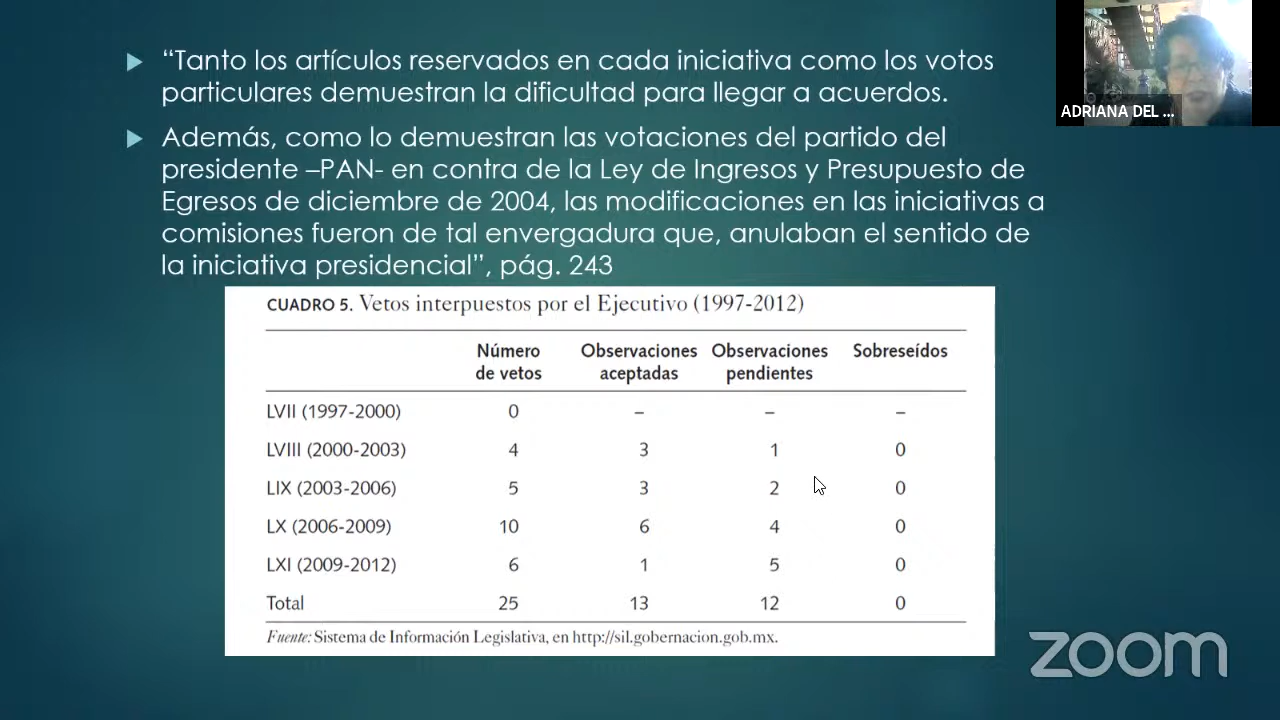 “Tanto los artículos reservados en cada iniciativa como los votos
particulares demuestran la dificultad para llegar a acuerdos.
Además, como lo demuestran las votaciones del partido del
presidente –PAN- en contra de la Ley de Ingresos y Presupuesto de
Egresos de diciembre de 2004, las modificaciones en las iniciativas a
comisiones fueron de tal envergadura que, anulaban el sentido de
la iniciativa presidencial”, pág. 243
ADRIANA DEL ...
CUADRO 5. Vetos interpuestos por el Ejecutivo (1997-2012)
Número Observaciones Observaciones Sobreseídos
de vetos aceptadas pendientes
LVII (1997-2000) 0 – – –
LVIII (2000-2003) 4 3 1 0
LIX (2003-2006) 5 3 2 0
LX (2006-2009) 10 6 4 0
LXI (2009-2012) 6 1 5 0
Total 25 13 12 0
Fuente: Sistema de Información Legislativa, en http://sil.gobernacion.gob.mx.
zoom